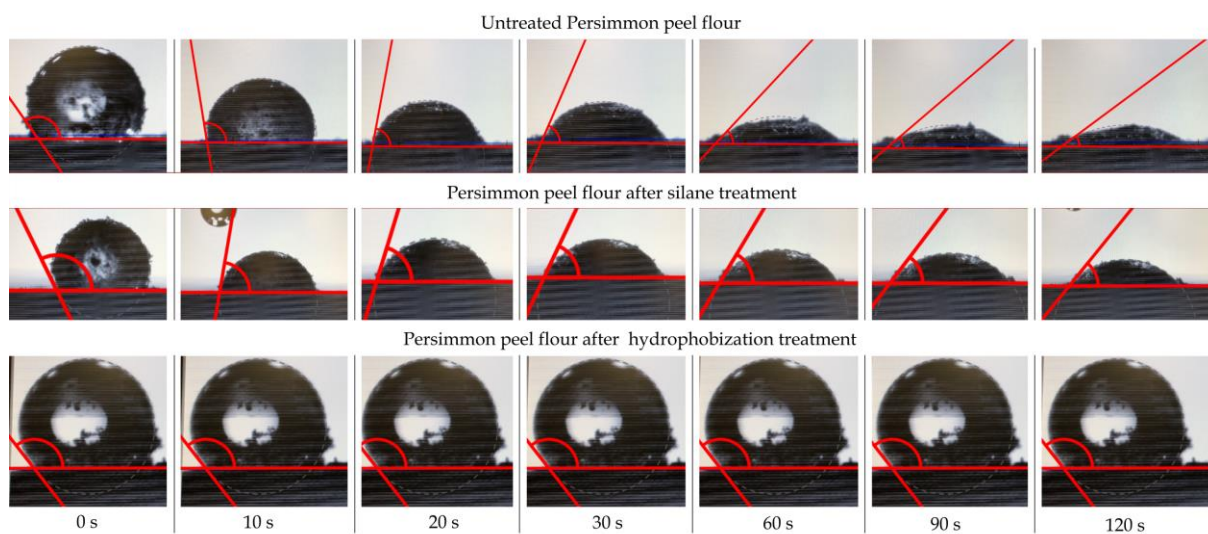 Untreated Persimmon peel flour
Persimmon peel flour after silane treatment
Persimmon peel flour after hydrophobization treatment
0 s 10 s 20 s 30 s 60 s 90 s 120 s